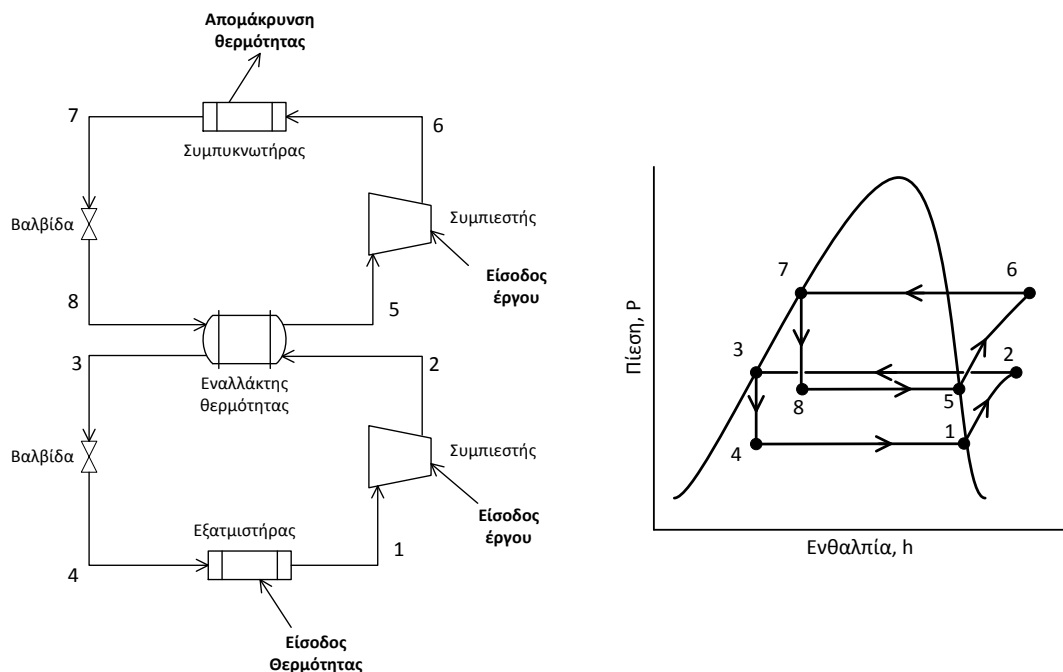 Απομάκρυνση
θερμότητας
7
6
Συμπυκνωτήρας
Βαλβίδα
Συμπιεστής
Είσοδος
έργου
8
5
3
2
Εναλλάκτης
θερμότητας
Βαλβίδα
Συμπιεστής
Είσοδος
έργου
Εξατμιστήρας
4
1
Είσοδος
Θερμότητας
Πίεση, P
7
6
3
2
8
5
4
1
Ενθαλπία, h